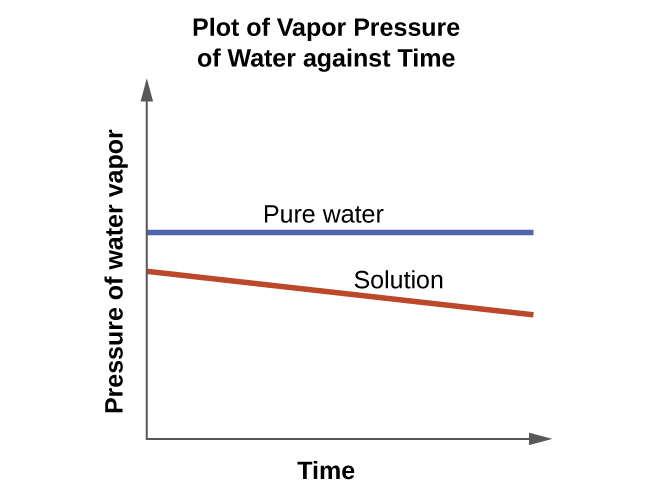 Plot of Vapor Pressure
of Water against Time
Pressure of water vapor
Pure water
Solution
Time